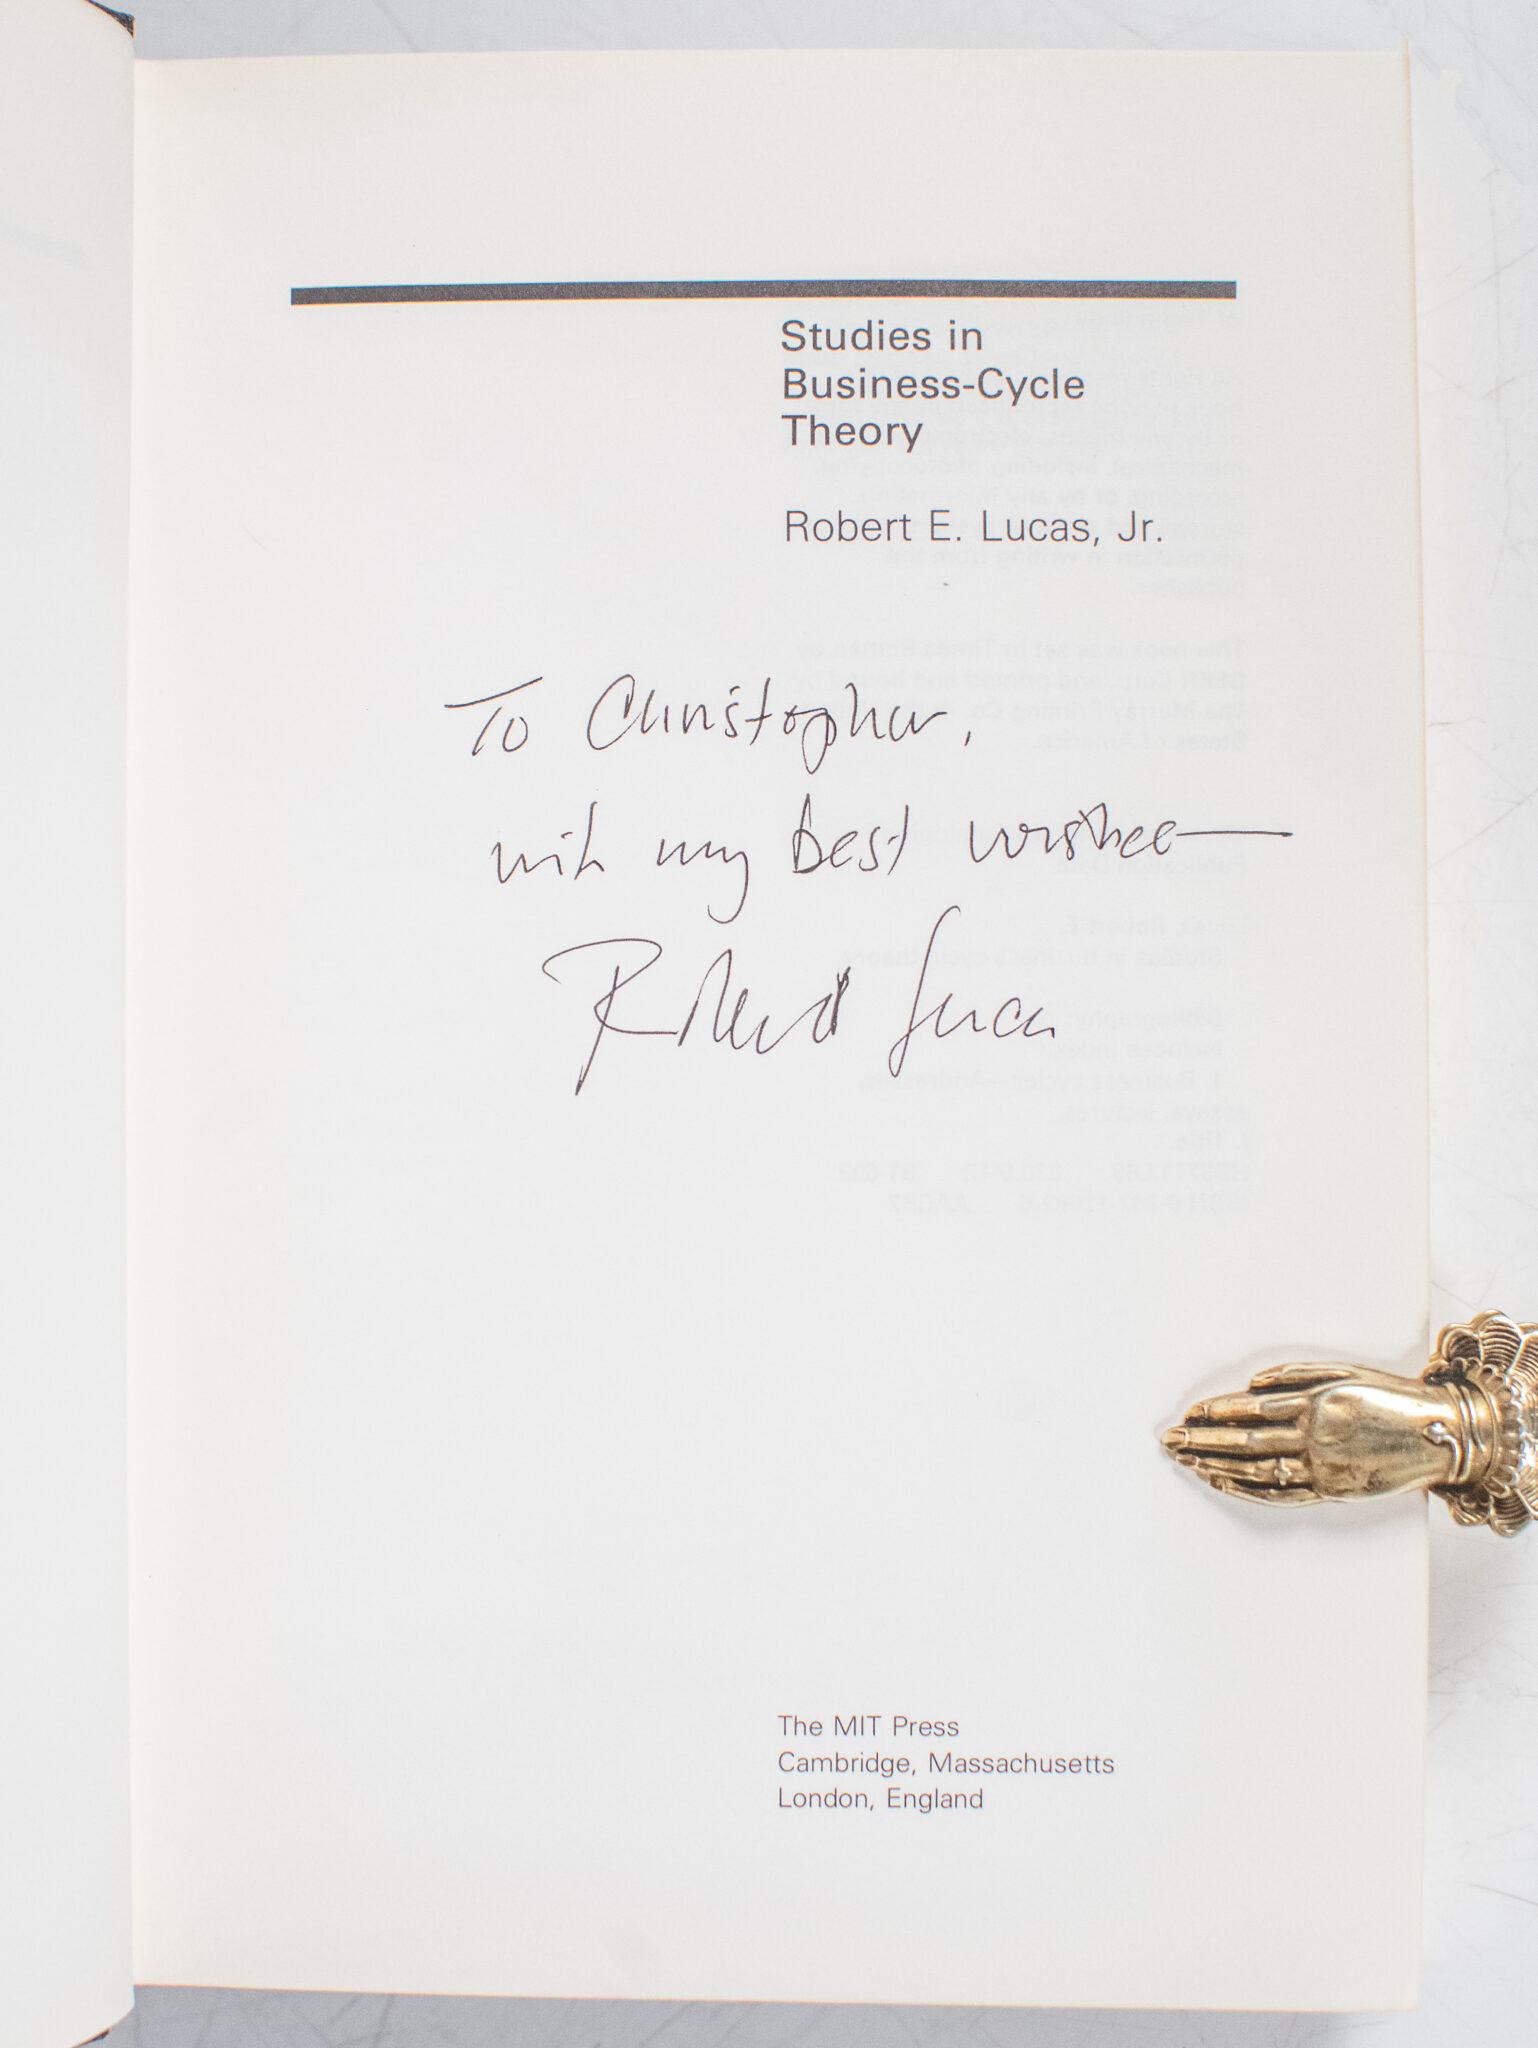 Studies in
Business-Cycle
Theory
Robert E. Lucas, Jr.
To Christopher,
with my best wishes—
Robert Lucas
The MIT Press
Cambridge, Massachusetts
London, England